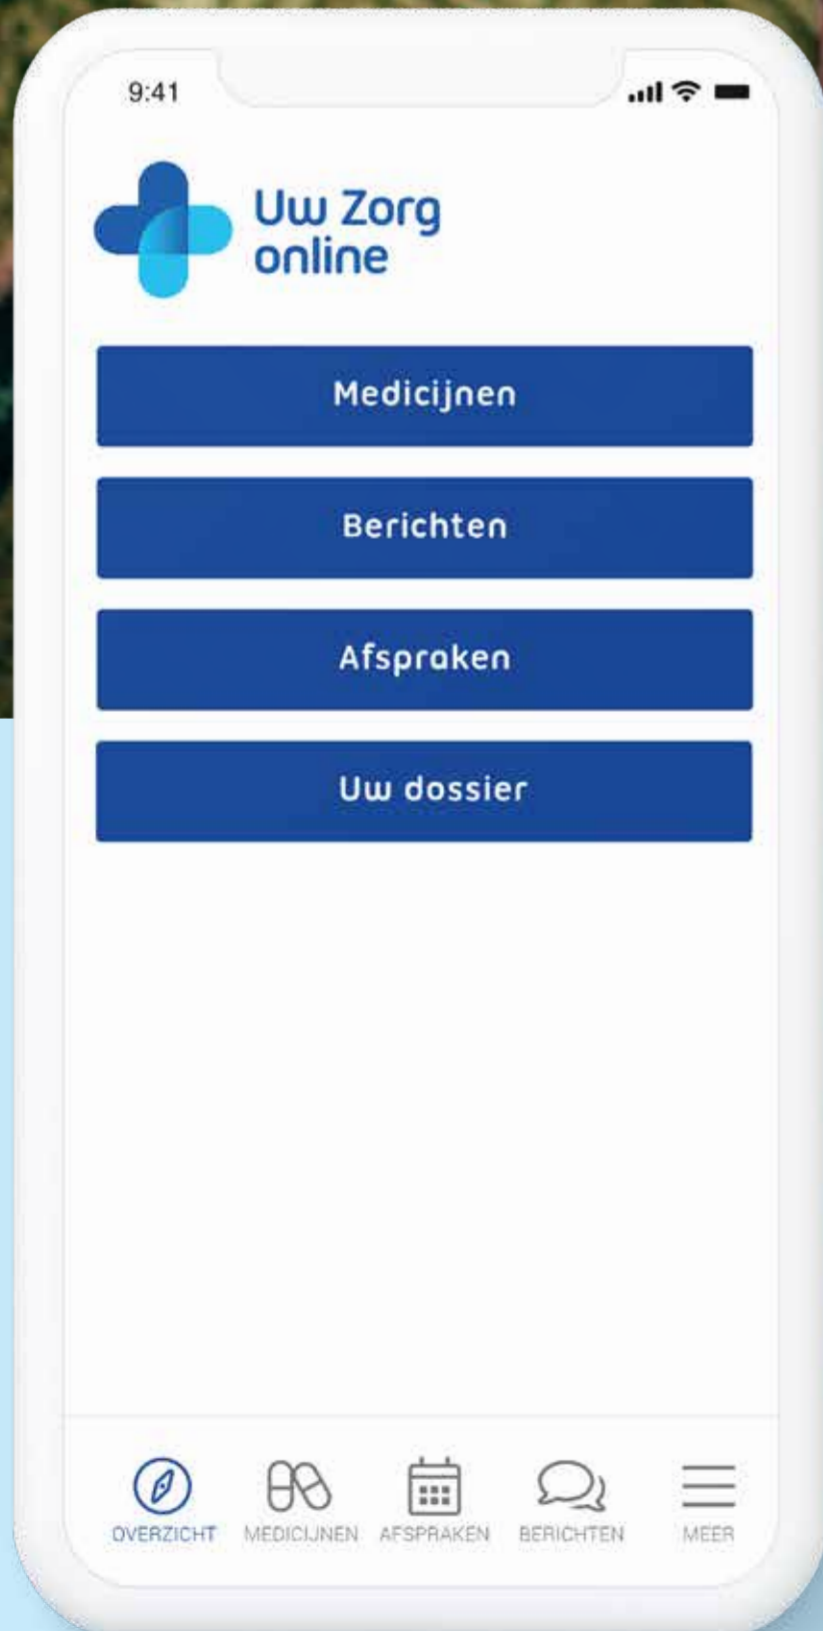 9:41
Uw Zorg
online
Medicijnen
Berichten
Afspraken
Uw dossier
OVERZICHT MEDICIJNEN AFSPRAKEN BERICHTEN MEER